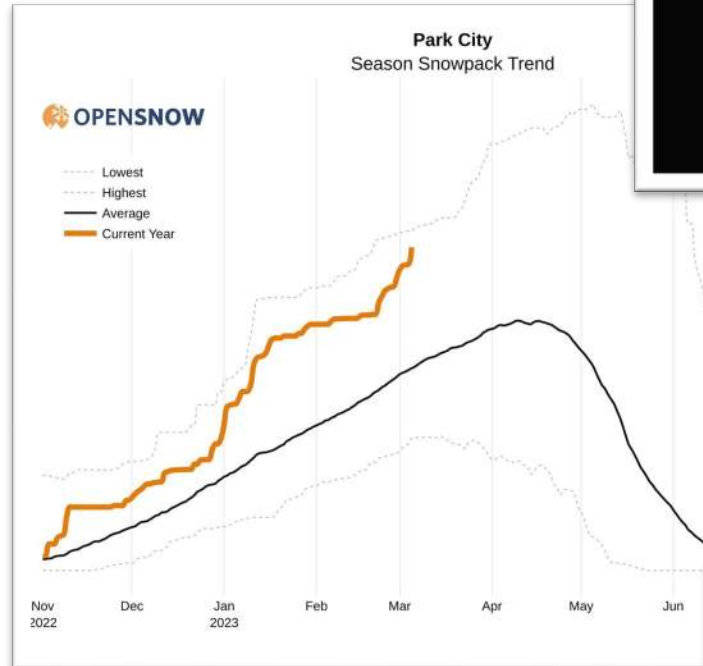 Park City
Season Snowpack Trend
OPENSNOW
Lowest
Highest
Average
Current Year
Nov Dec Jan Feb Mar Apr May Jun
2022 2023